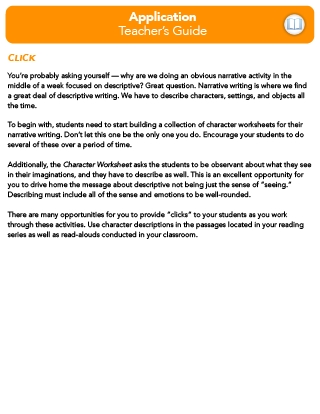 Application
Teacher's Guide
CLICK
You're probably asking yourself — why are we doing an obvious narrative activity in the
middle of a week focused on descriptive? Great question. Narrative writing is where we find
a great deal of descriptive writing. We have to describe characters, settings, and objects all
the time.
To begin with, students need to start building a collection of character worksheets for their
narrative writing. Don't let this one be the only one you do. Encourage your students to do
several of these over a period of time.
Additionally, the Character Worksheet asks the students to be observant about what they see
in their imaginations, and they have to describe as well. This is an excellent opportunity for
you to drive home the message about descriptive not being just the sense of "seeing."
Describing must include all of the sense and emotions to be well-rounded.
There are many opportunities for you to provide "clicks" to your students as you work
through these activities. Use character descriptions in the passages located in your reading
series as well as read-alouds conducted in your classroom.